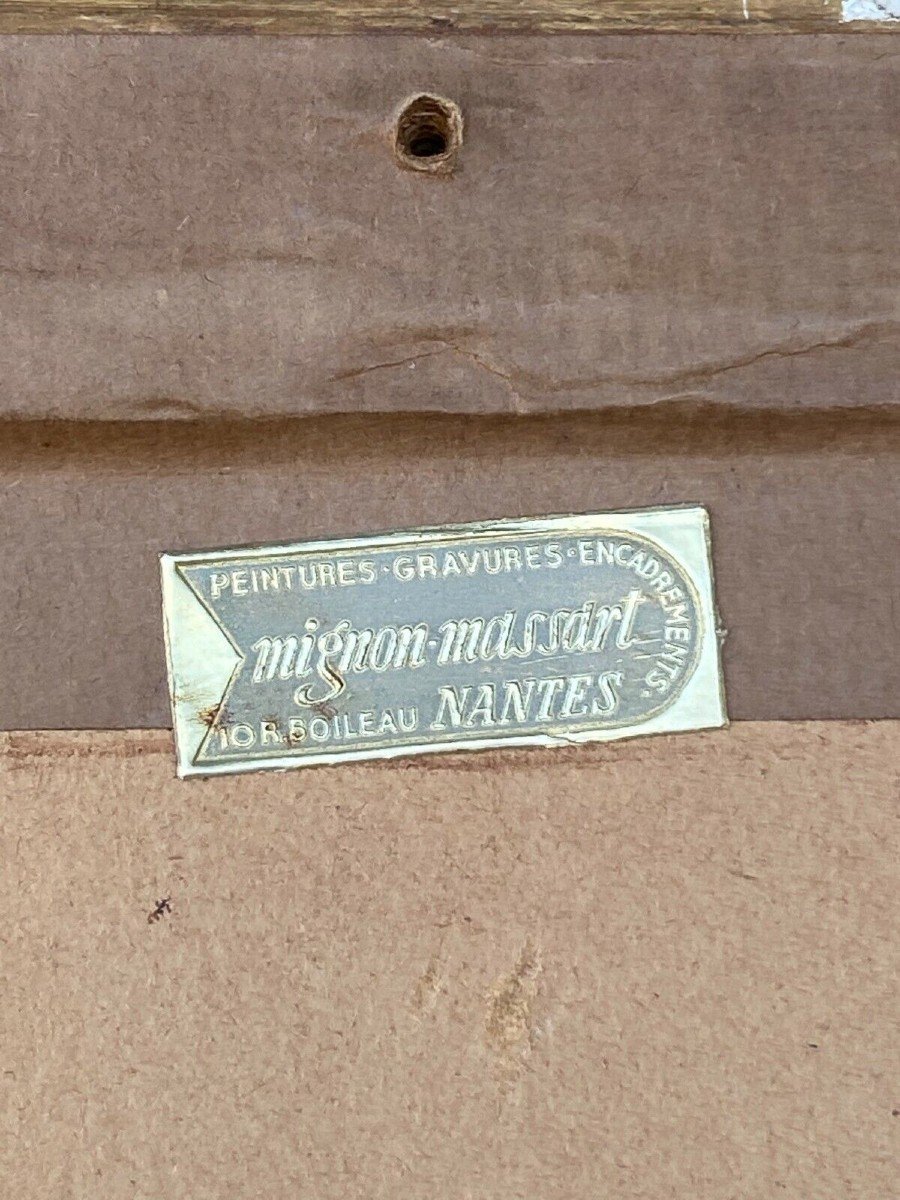 PEINTURES·GRAVURES·ENCADREMENTS·
mignon-massart
10 R. BOILEAU NANTES